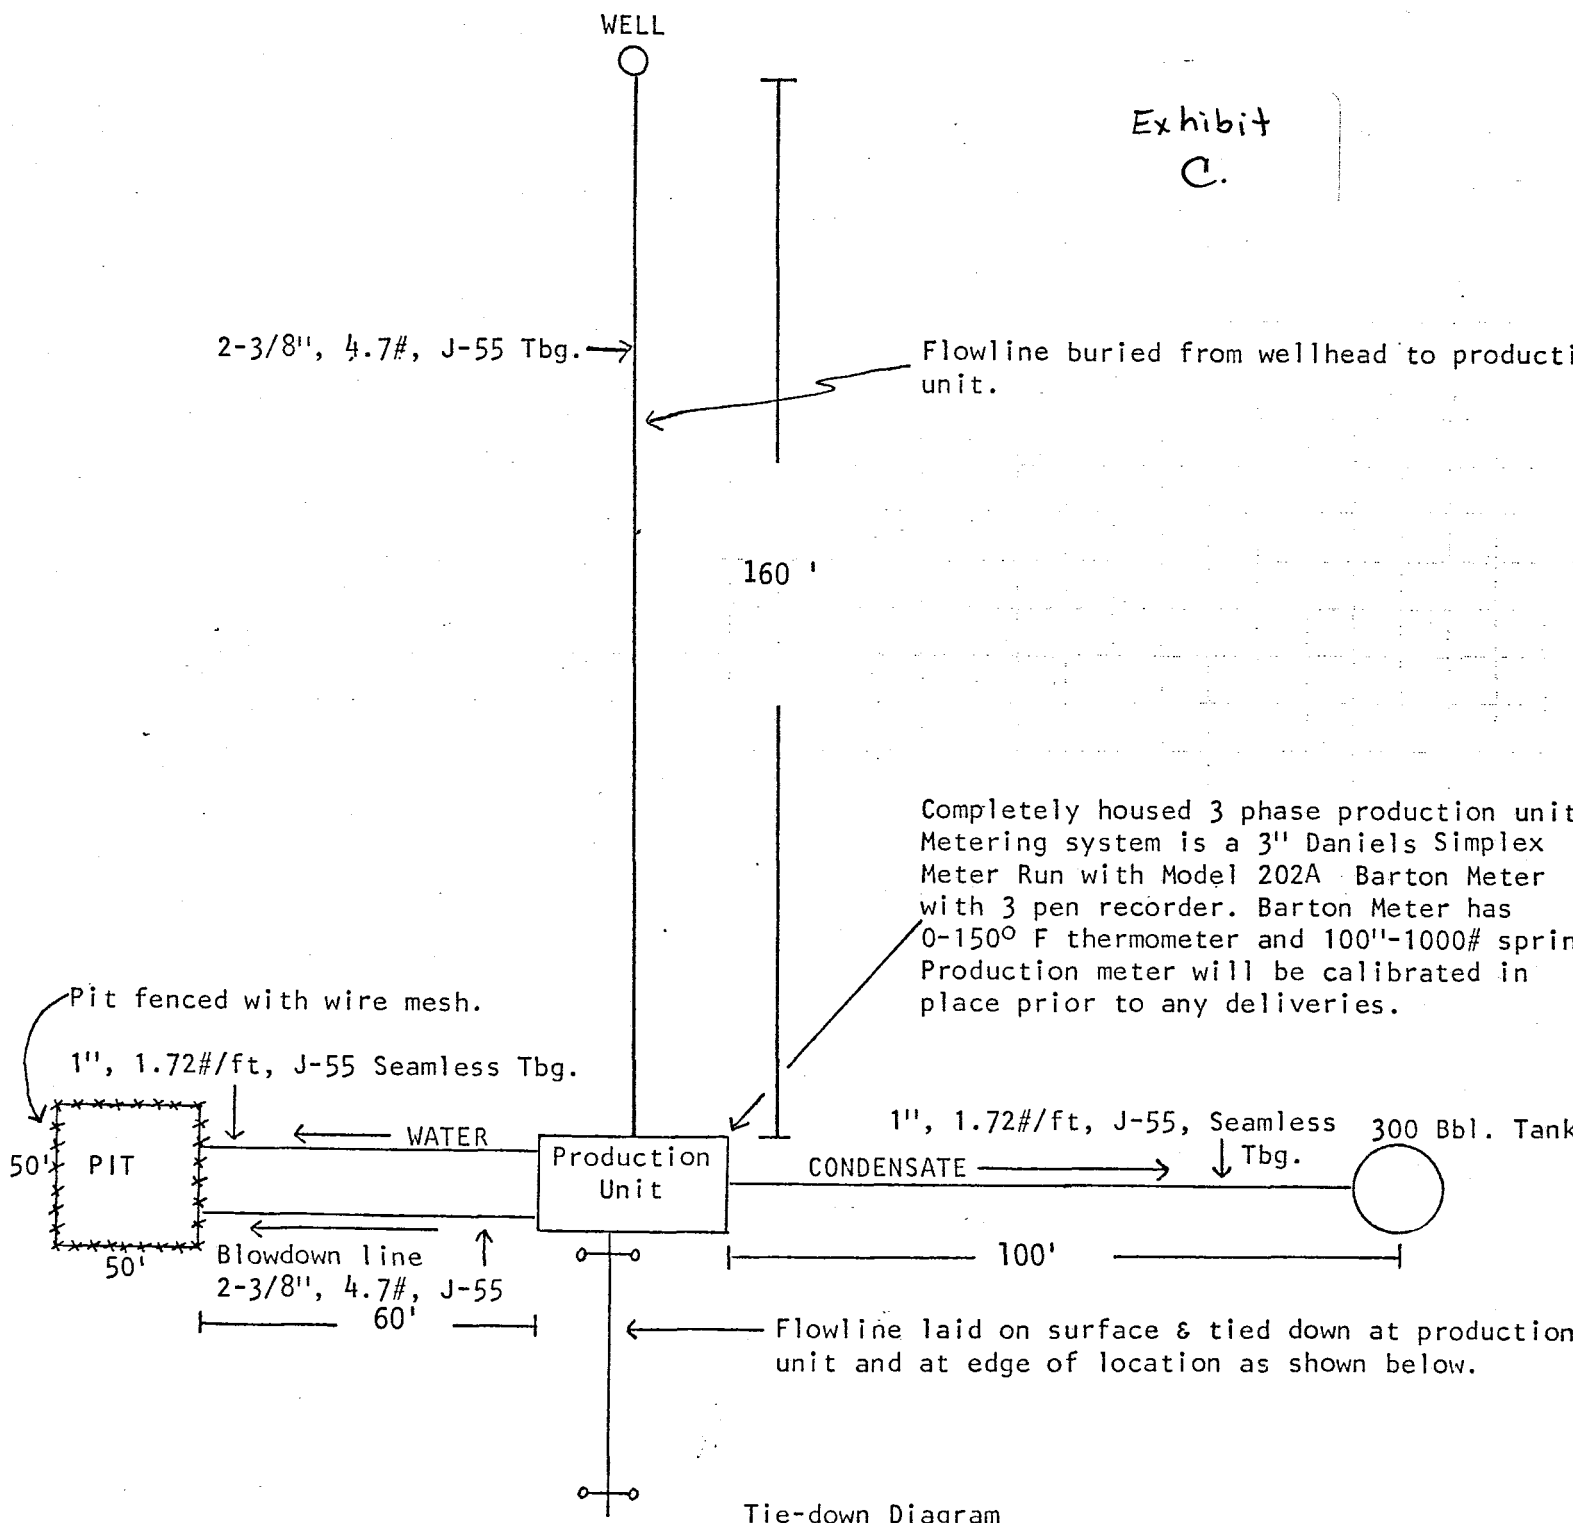 WELL
Exhibit
C.
2-3/8", 4.7#, J-55 Tbg.
Flowline buried from wellhead to producti
unit.
160 '
Completely housed 3 phase production unit
Metering system is a 3" Daniels Simplex
Meter Run with Model 202A Barton Meter
with 3 pen recorder. Barton Meter has
0-150° F thermometer and 100"-1000# sprin
Production meter will be calibrated in
place prior to any deliveries.
Pit fenced with wire mesh.
1", 1.72#/ft, J-55 Seamless Tbg.
WATER
50'
PIT
Production
Unit
1", 1.72#/ft, J-55, Seamless
Tbg.
300 Bbl. Tank
CONDENSATE
50'
Blowdown line
2-3/8", 4.7#, J-55
60'
100'
Flowline laid on surface & tied down at production
unit and at edge of location as shown below.
Tie-down Diagram